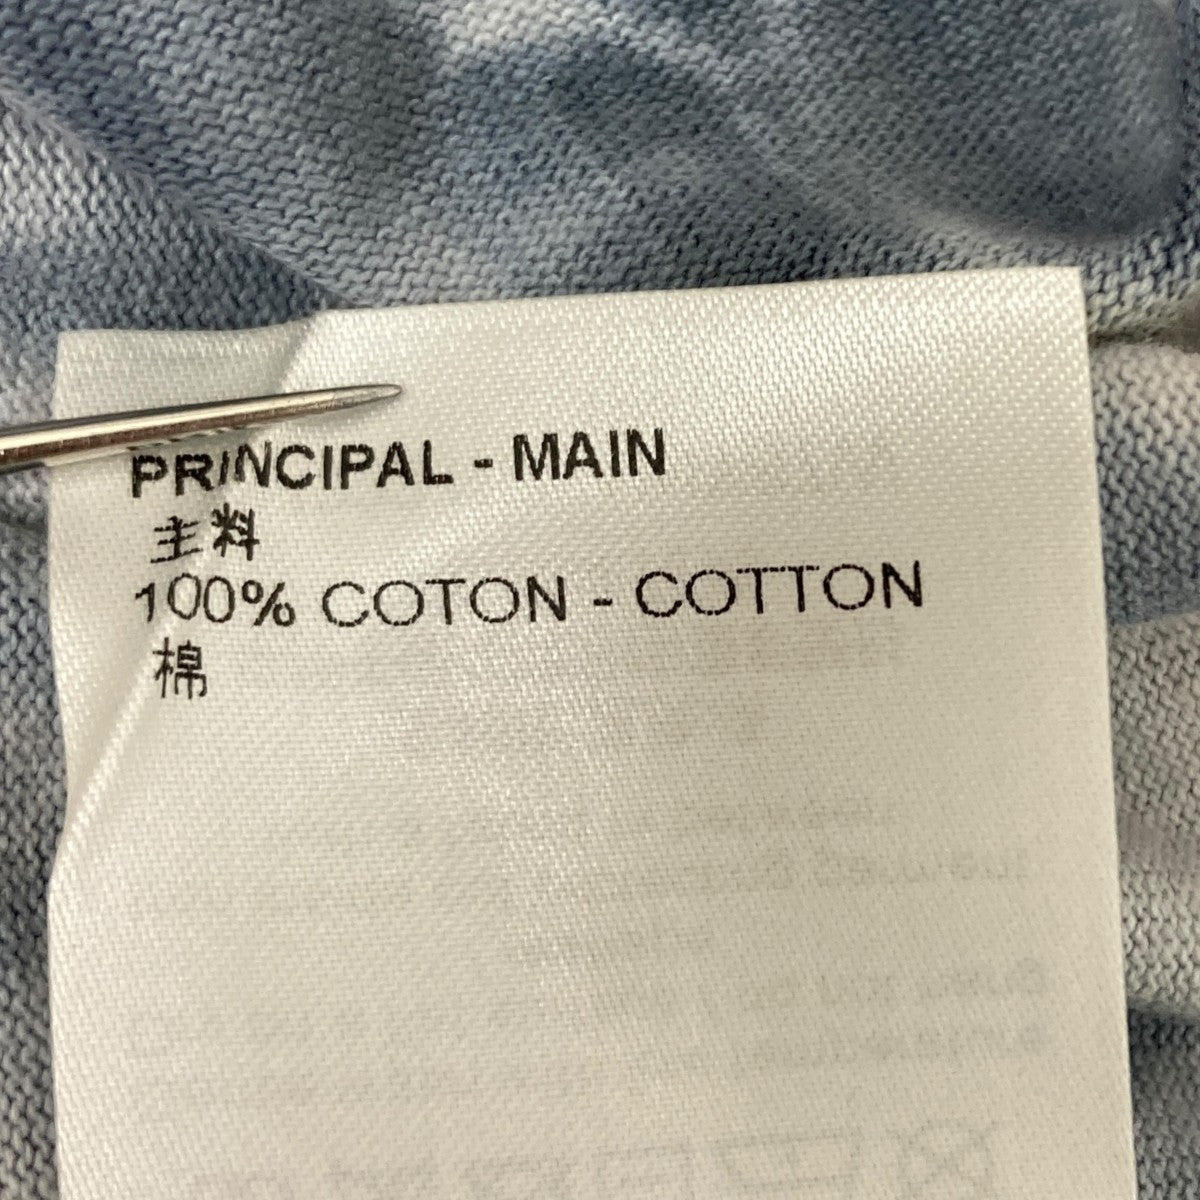 PRINCIPAL - MAIN
主料
100% COTON - COTTON
棉